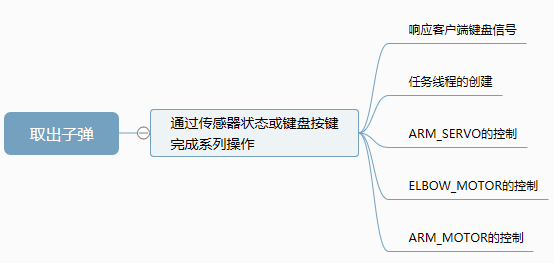 取出子弹
通过传感器状态或键盘按键
完成系列操作
响应客户端键盘信号
任务线程的创建
ARM_SERVO的控制
ELBOW_MOTOR的控制
ARM_MOTOR的控制